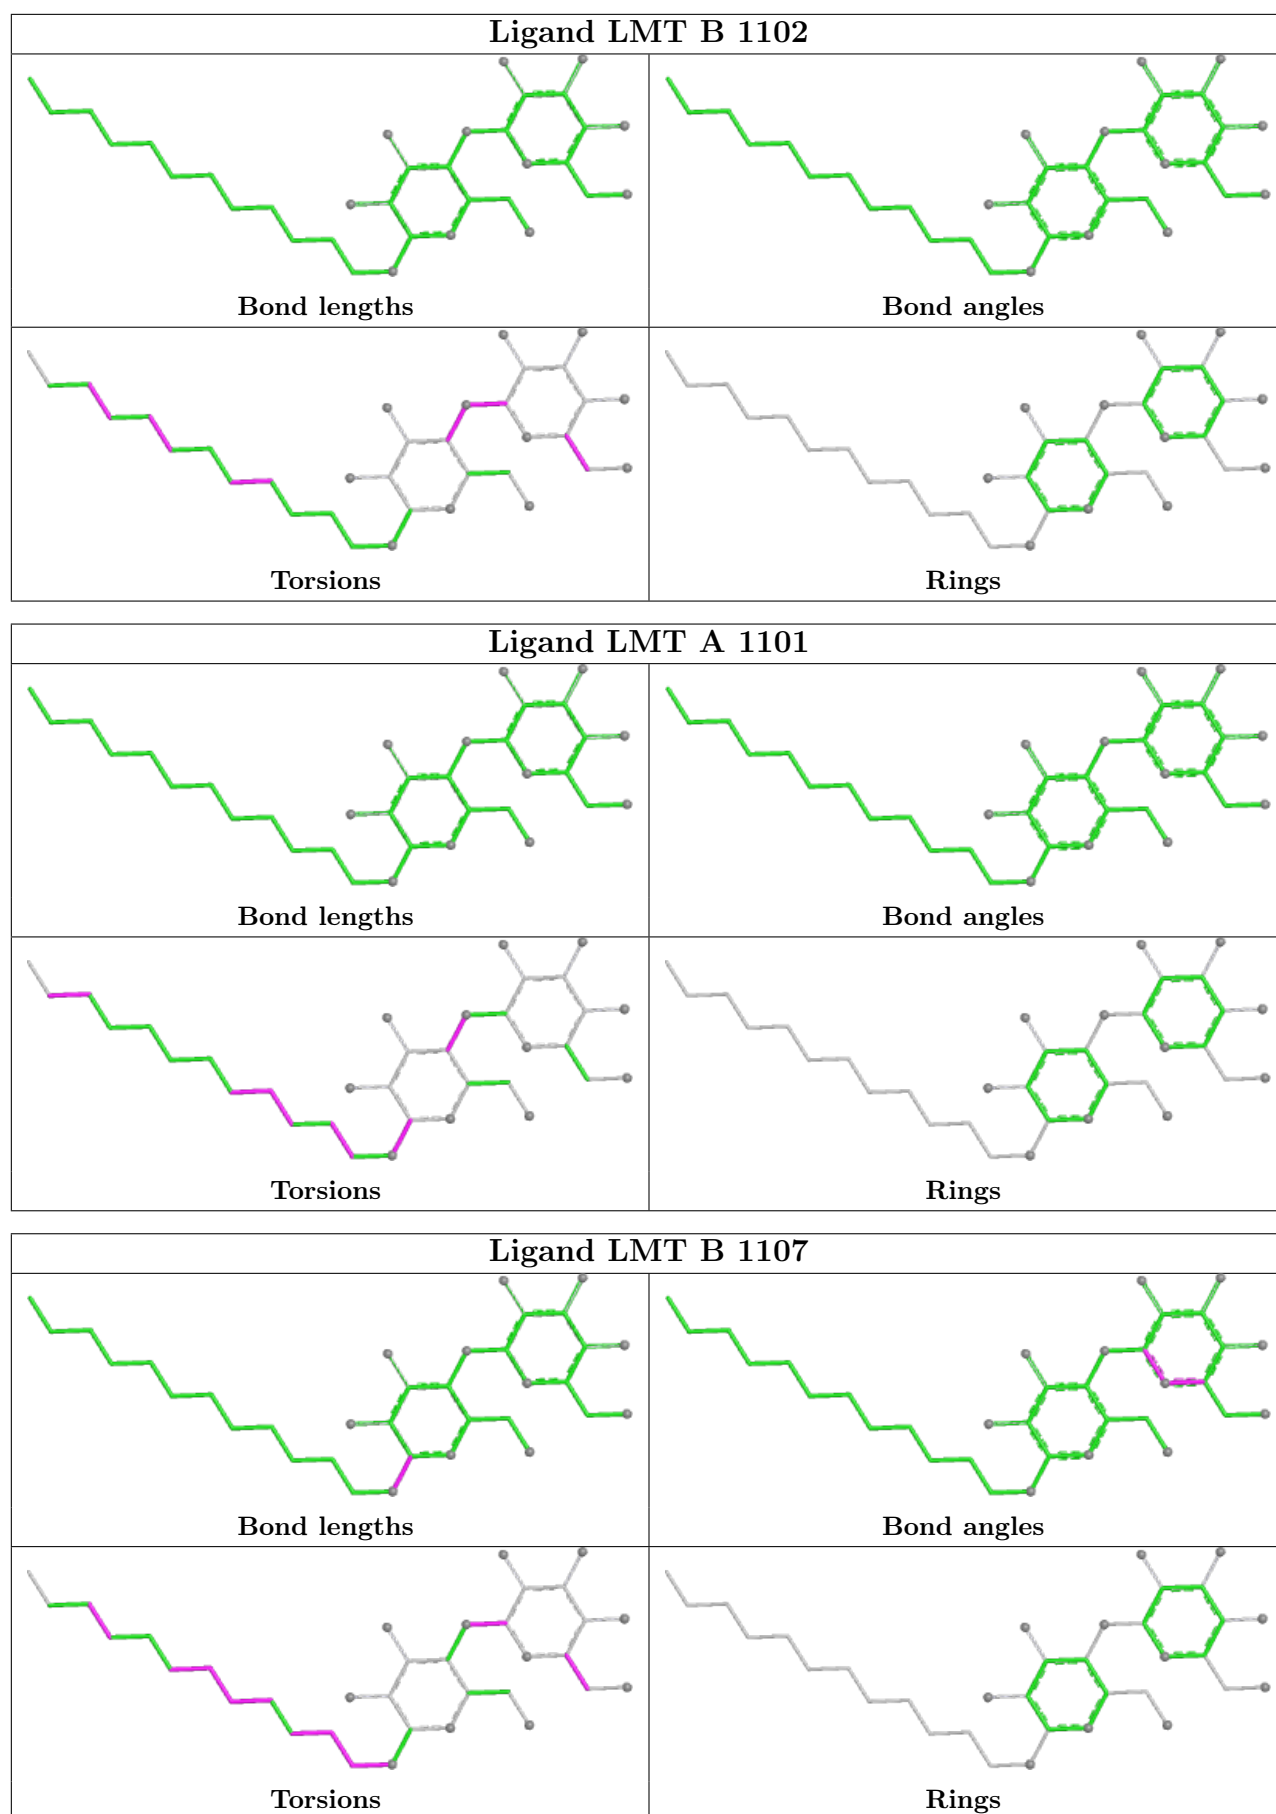 Ligand LMT B 1102
Bond lengths
Bond angles
Torsions
Rings
Ligand LMT A 1101
Bond lengths
Bond angles
Torsions
Rings
Ligand LMT B 1107
Bond lengths
Bond angles
Torsions
Rings